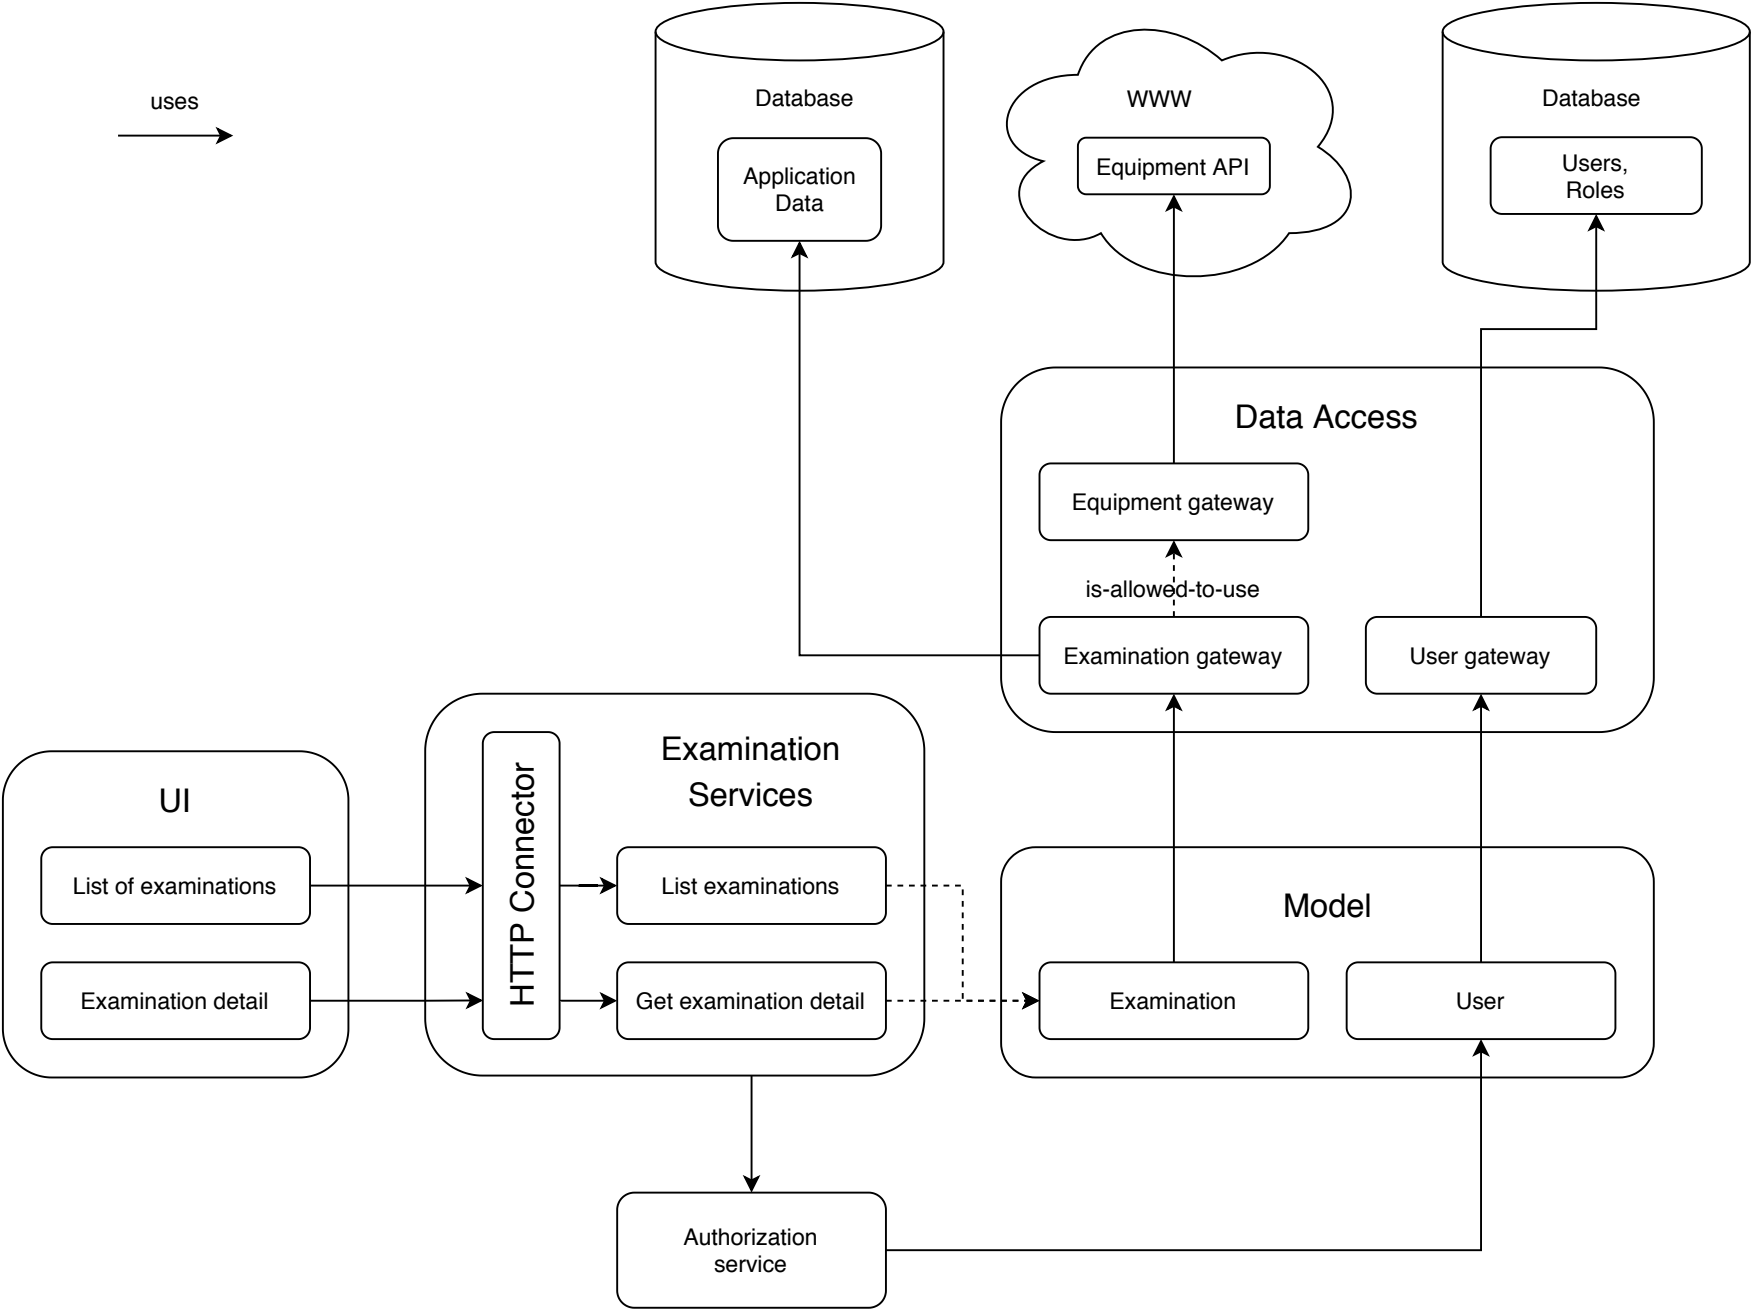 uses
Database
Application
Data
WWW
Equipment API
Database
Users,
Roles
Data Access
Equipment gateway
is-allowed-to-use
Examination gateway
User gateway
UI
List of examinations
Examination detail
HTTP Connector
Examination
Services
List examinations
Get examination detail
Model
Examination
User
Authorization
service